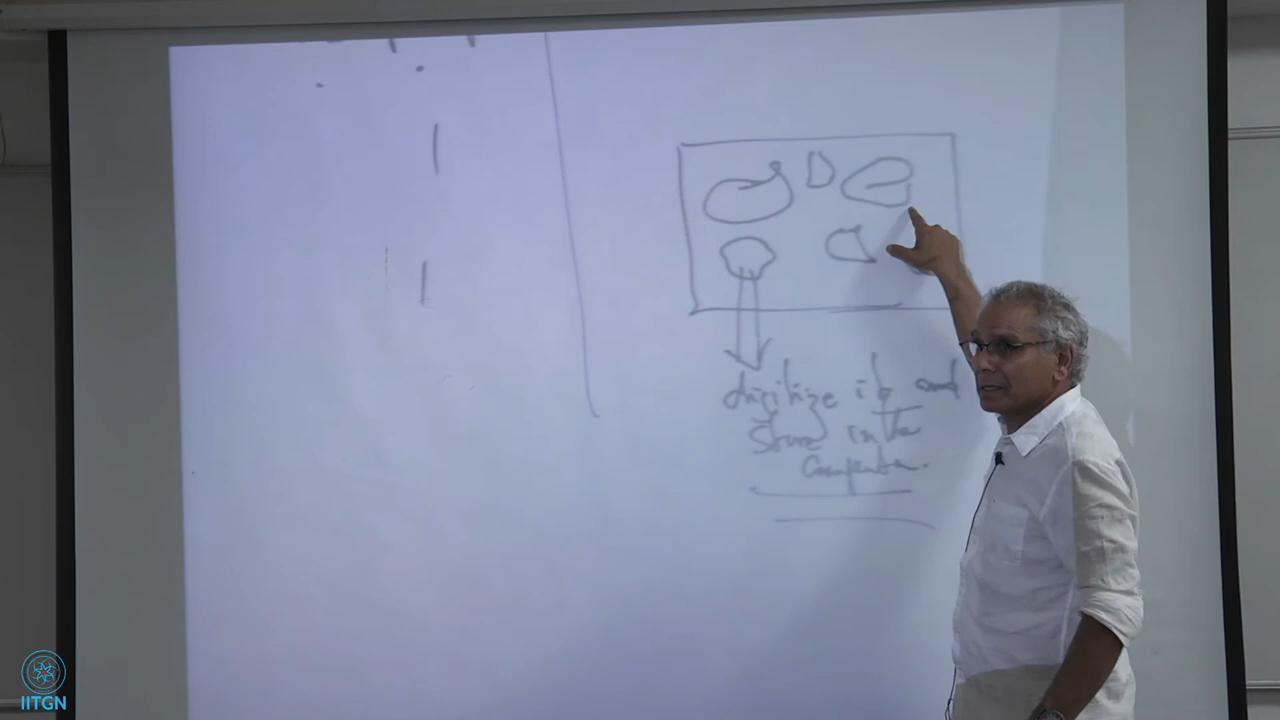 digitize it and
Store in the
Computer.
IITGN